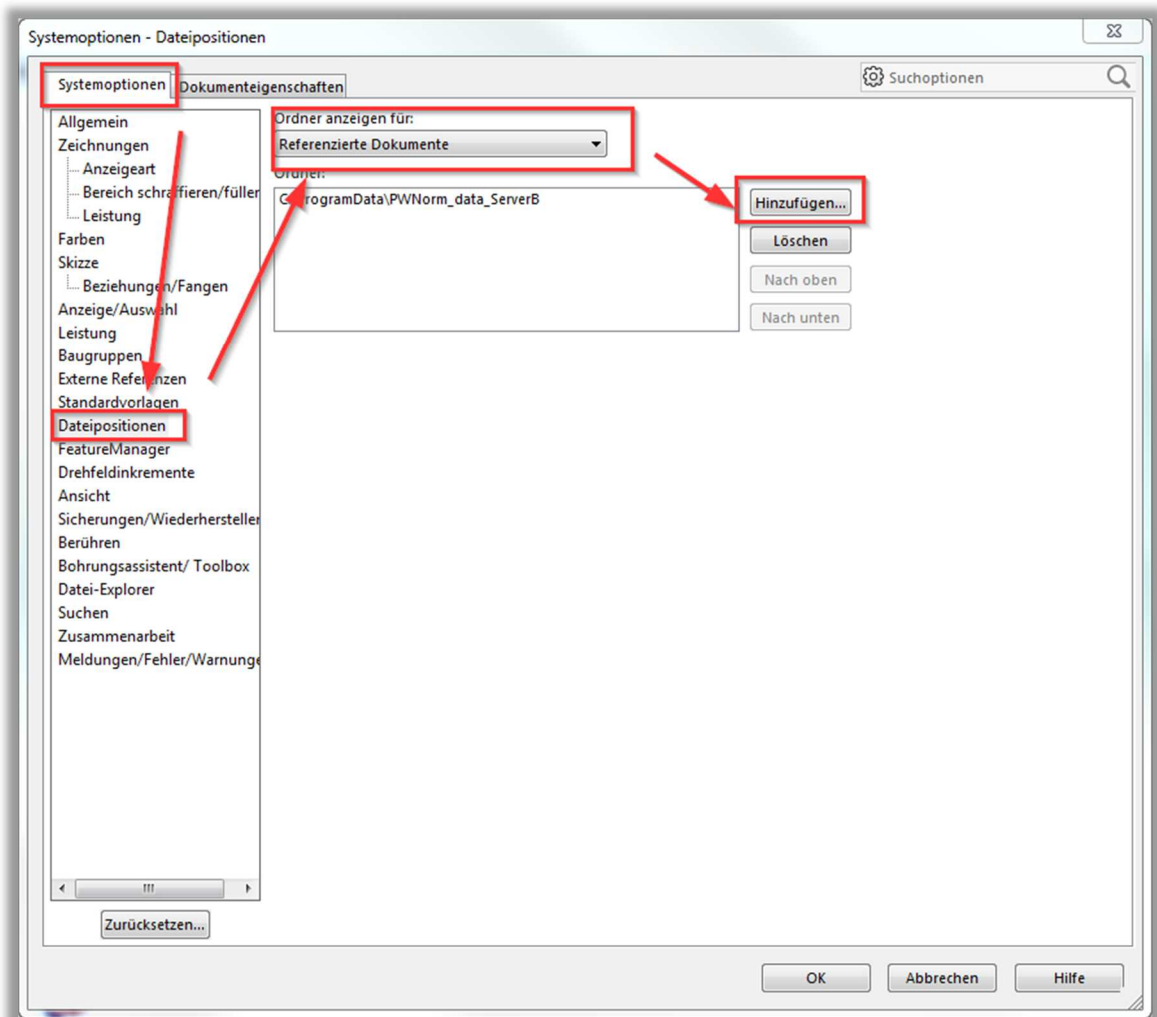 Systemoptionen - Dateipositionen
Systemoptionen
Dokumenteigenschaften
Suchoptionen
Allgemein
Zeichnungen
Anzeigeart
Bereich schraffieren/füller
Leistung
Farben
Skizze
Beziehungen/Fangen
Anzeige/Auswahl
Leistung
Baugruppen
Externe Referenzen
Standardvorlagen
Dateipositionen
FeatureManager
Drehfeldinkremente
Ansicht
Sicherungen/Wiederhersteller
Berühren
Bohrungsassistent/ Toolbox
Datei-Explorer
Suchen
Zusammenarbeit
Meldungen/Fehler/Warnunge
Zurücksetzen...
Ordner anzeigen für:
Referenzierte Dokumente
Ordner:
C:\ProgramData\PWNorm_data_ServerB
Hinzufügen...
Löschen
Nach oben
Nach unten
OK
Abbrechen
Hilfe